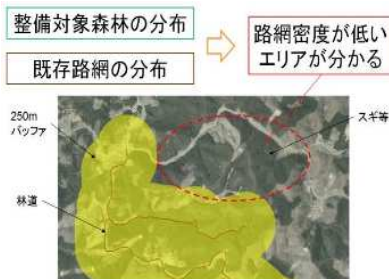 整備対象森林の分布
既存路網の分布
路網密度が低い
エリアが分かる
250m
バッファ
スギ等
林道